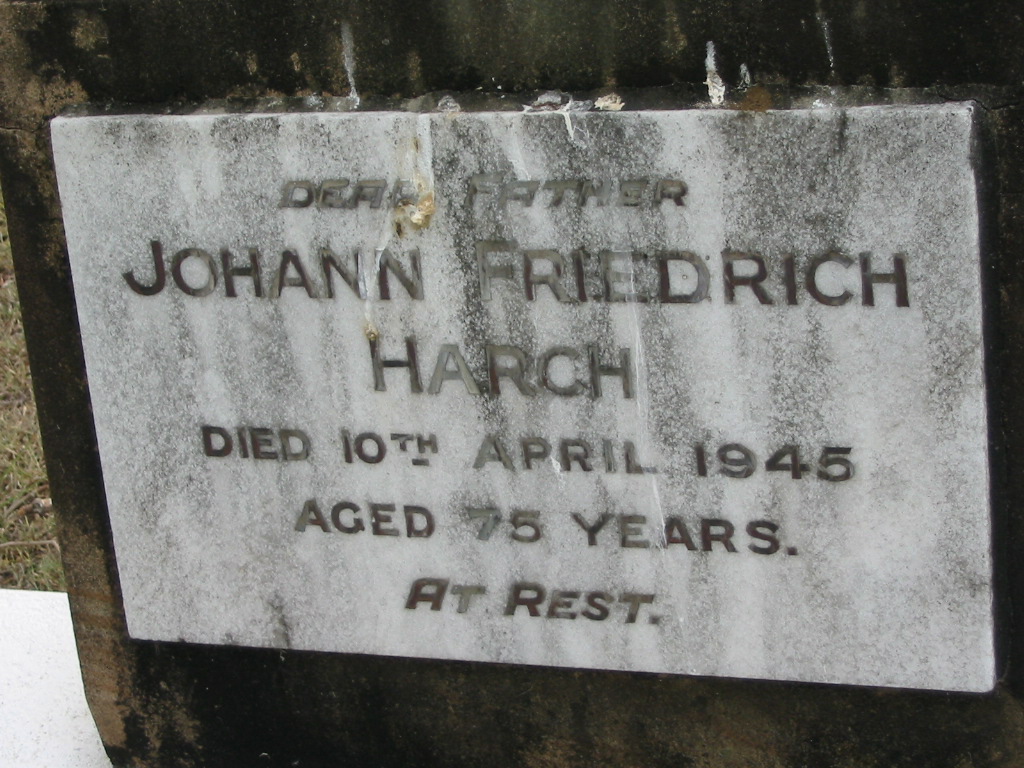 DEAR FATHER
JOHANN FRIEDRICH
HARCH
DIED 10TH APRIL 1945
AGED 75 YEARS.
AT REST.